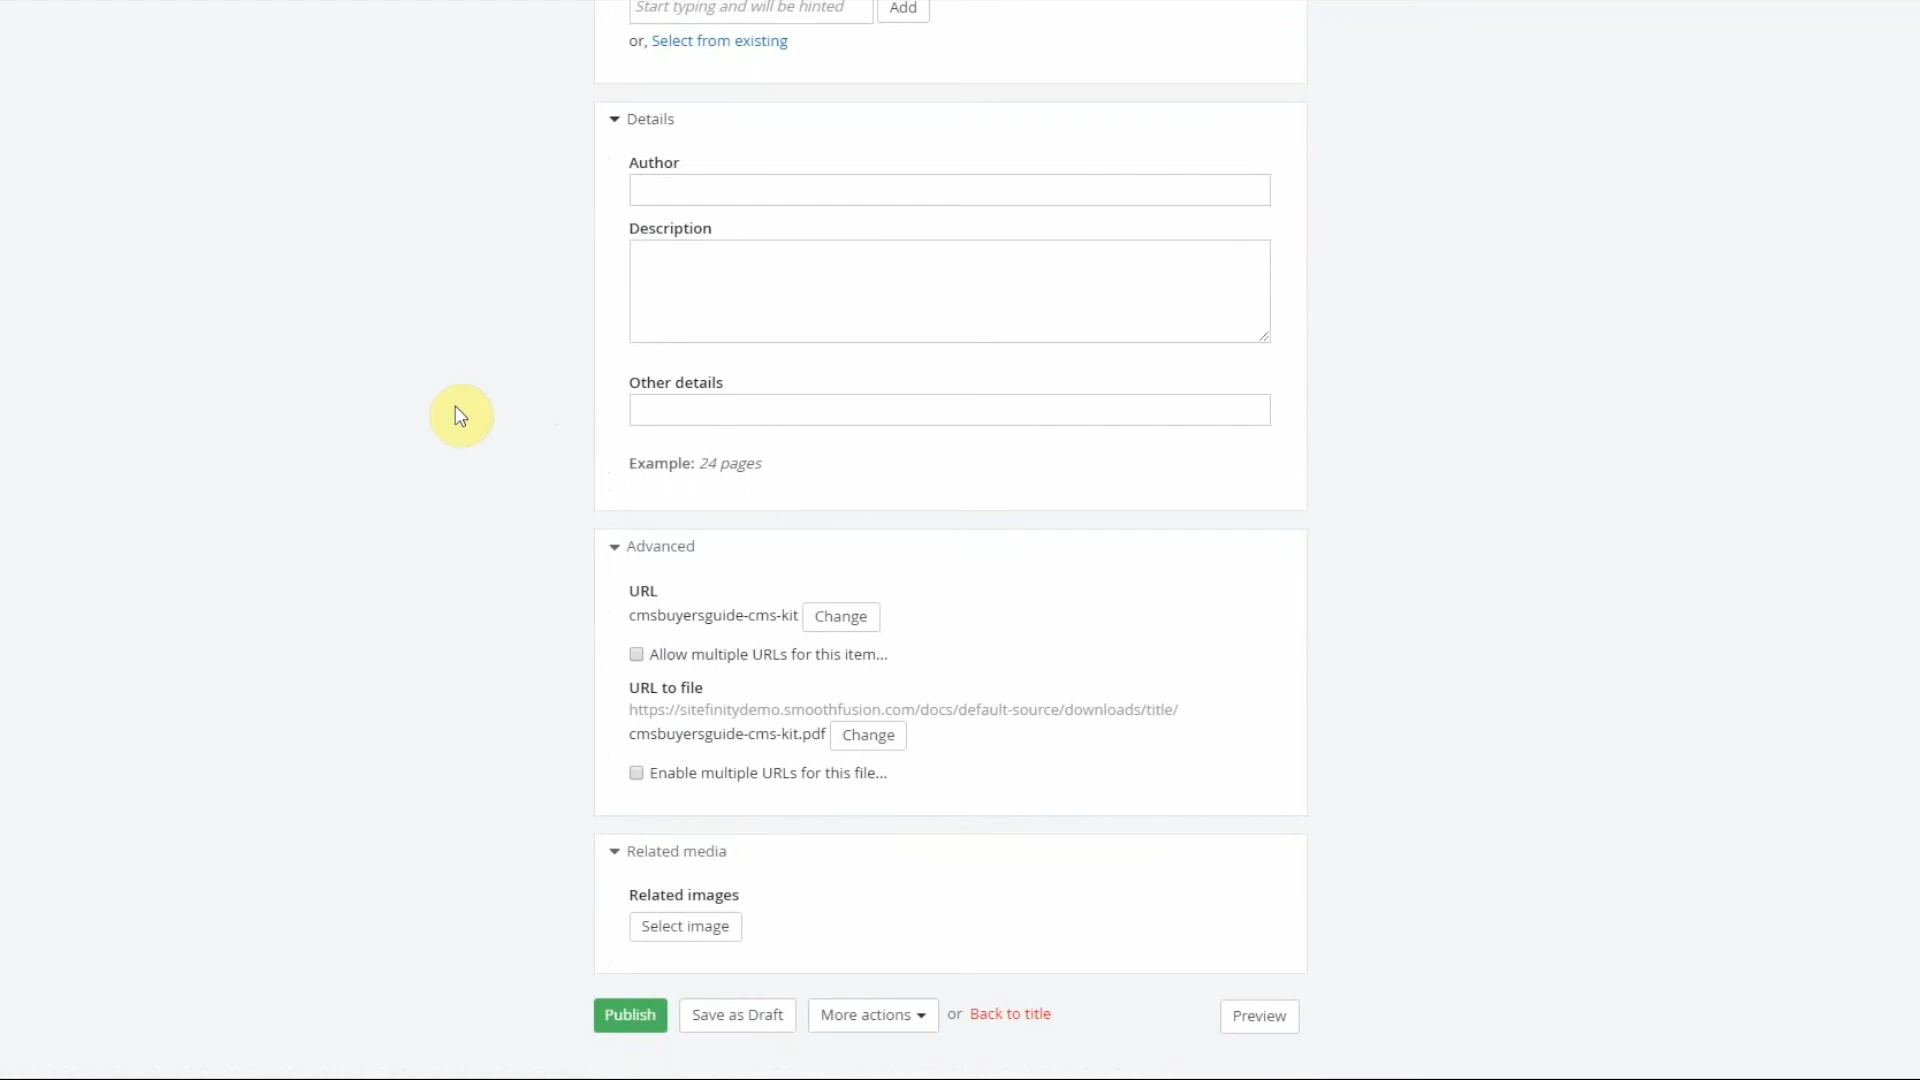 Start typing and will be hinted Add
or, Select from existing
Details
Author
Description
Other details
Example: 24 pages
Advanced
URL
cmsbuyersguide-cms-kit Change
Allow multiple URLs for this item...
URL to file
https://sitefinitydemo.smoothfusion.com/docs/default-source/downloads/title/
cmsbuyersguide-cms-kit.pdf Change
Enable multiple URLs for this file...
Related media
Related images
Select image
Publish Save as Draft More actions or Back to title Preview